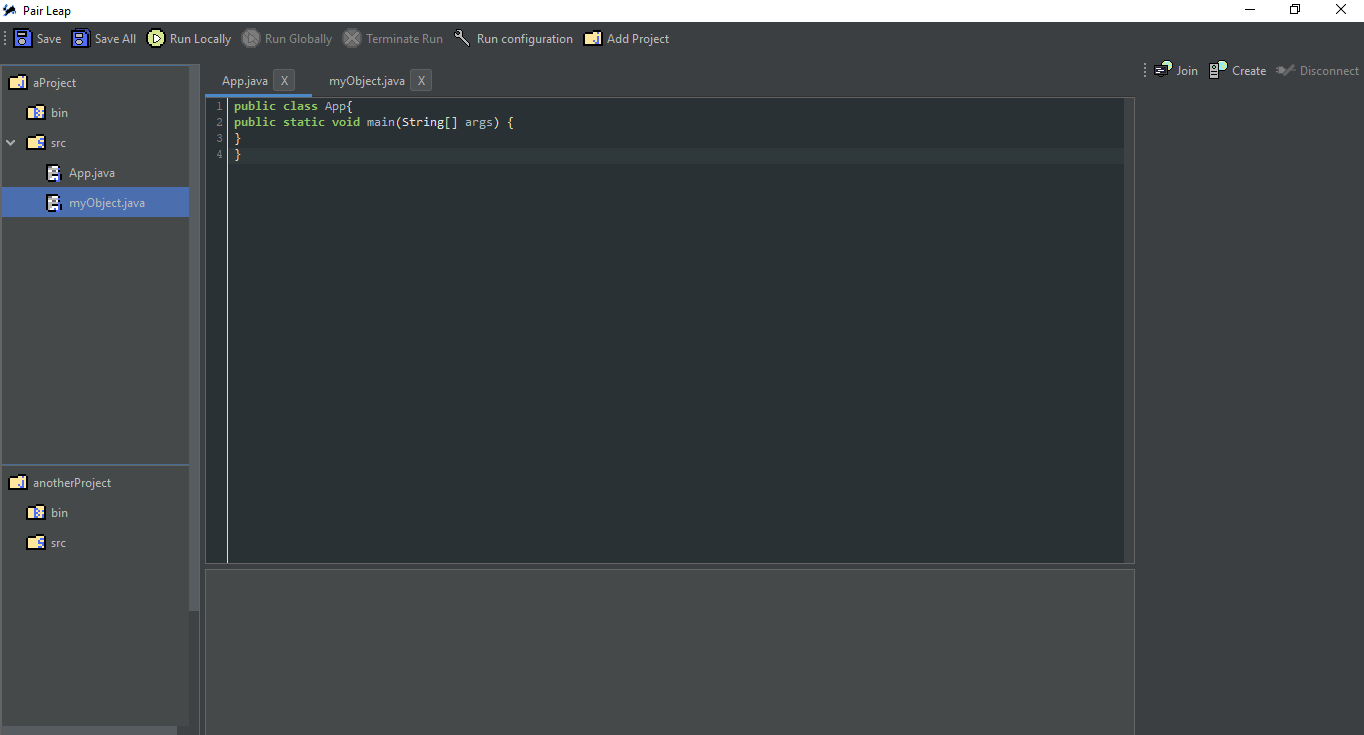 Pair Leap
Save Save All Run Locally Run Globally Terminate Run Run configuration Add Project
Join Create Disconnect
aProject
bin
src
App.java
myObject.java
anotherProject
bin
src
App.java X myObject.java X
1 public class App{
2 public static void main(String[] args) {
3 }
4 }